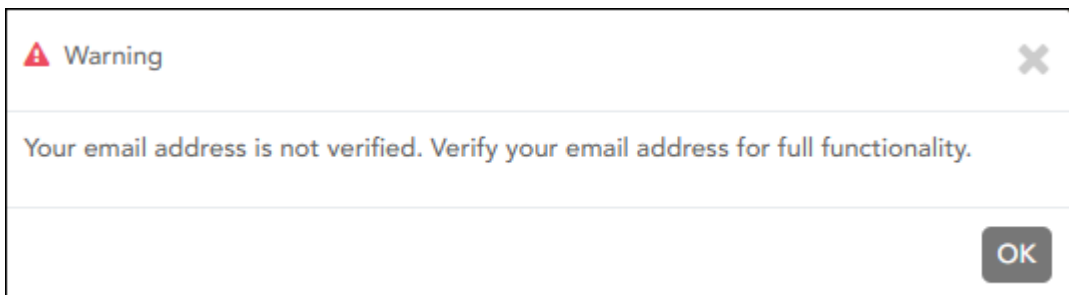 Warning
Your email address is not verified. Verify your email address for full functionality.
OK